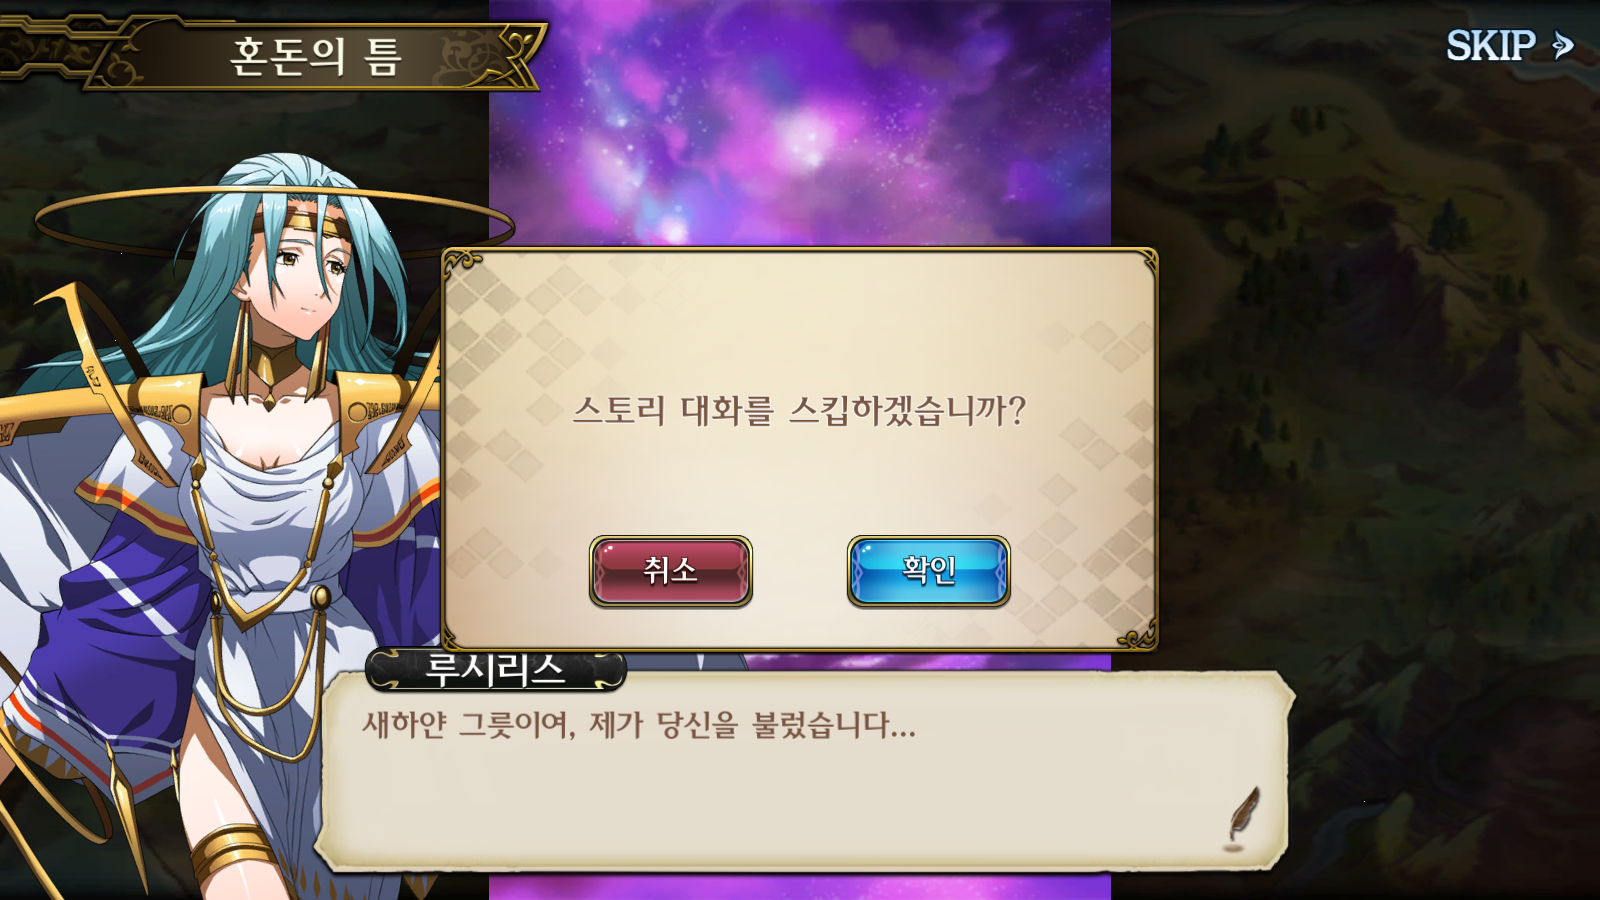 혼돈의 틈
SKIP
스토리 대화를 스킵하겠습니까?
취소
확인
루시리스
새하얀 그릇이여, 제가 당신을 불렀습니다...